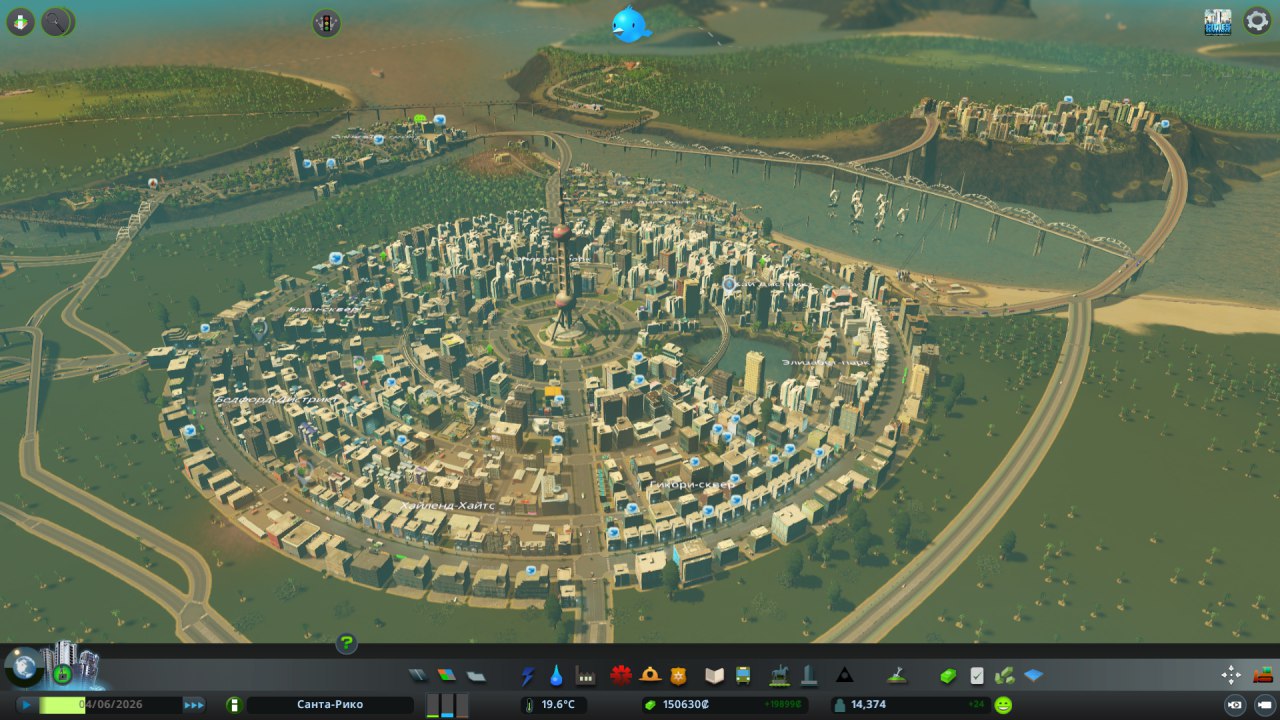 Элизабет-парк
Бедфорд-Дистрикт
Гикори-сквер
Хайленд-Хайтс
04/06/2026
Санта-Рико
19.6°C
150630₡
+19899₡
14,374
+24